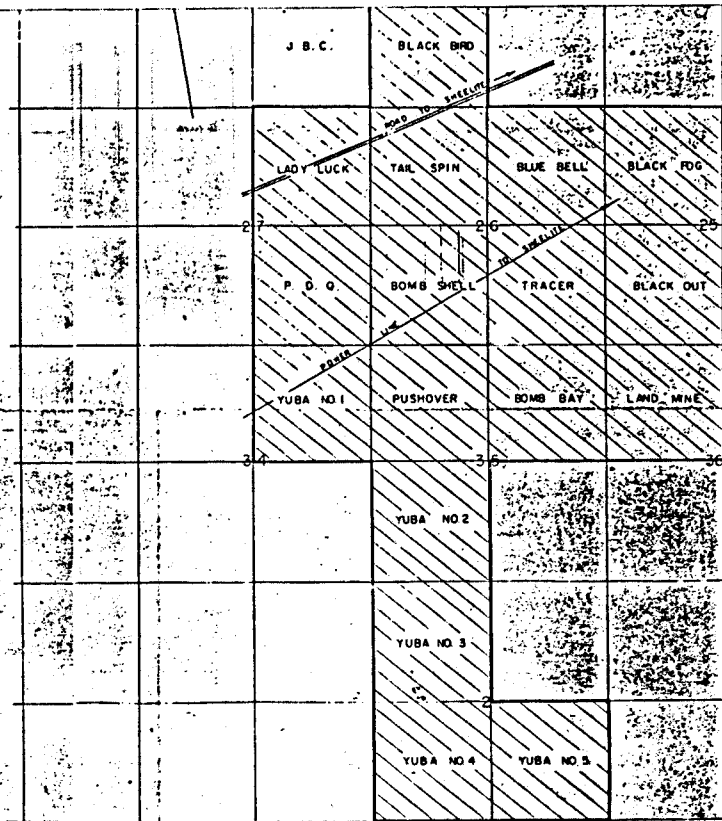 J. B. C. BLACK BIRD
ROAD TO SHEELITE
LADY LUCK TAIL SPIN BLUE BELL BLACK FOG
27 26 25
P. D. Q. BOMB SHELL TRACER BLACK OUT
POWER LINE TO SHEELITE
YUBA NO. 1 PUSHOVER BOMB BAY LAND MINE
34 35 36
YUBA NO. 2
YUBA NO. 3
2
YUBA NO. 4 YUBA NO. 5